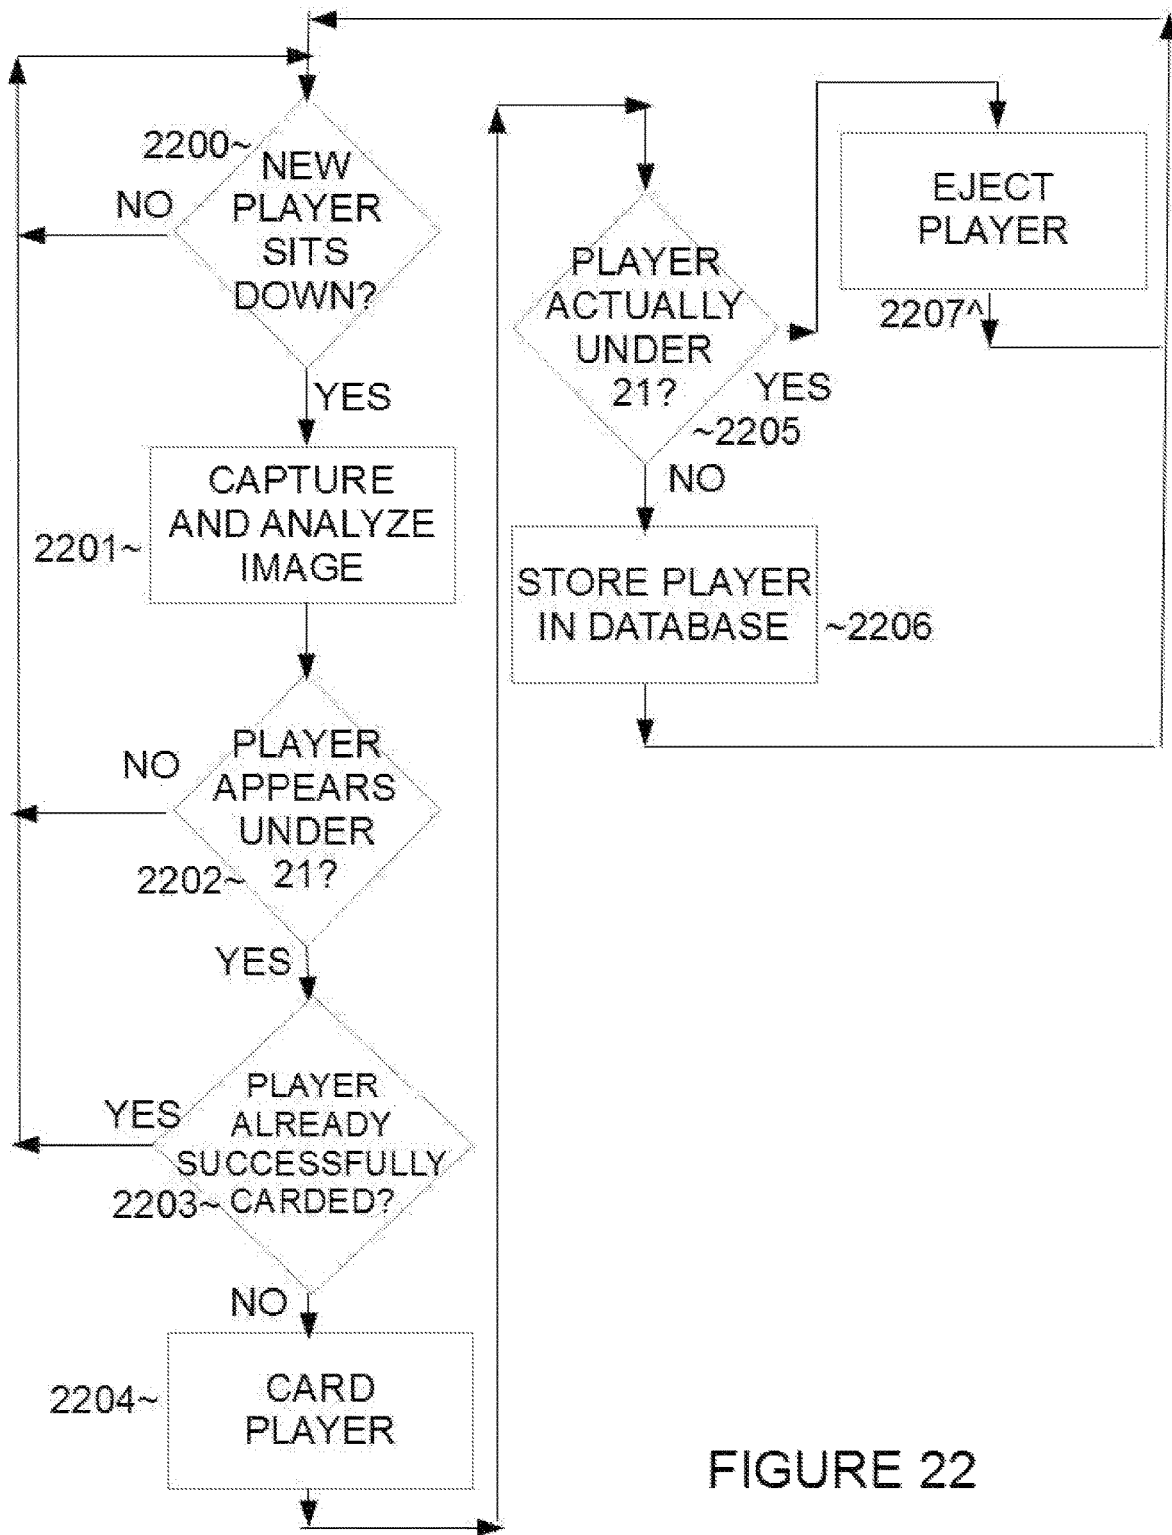 2200~
NEW
PLAYER
SITS
DOWN?
NO
YES
CAPTURE
AND ANALYZE
IMAGE
2201~
NO
PLAYER
APPEARS
UNDER
21?
2202~
YES
PLAYER
ALREADY
SUCCESSFULLY
CARDED?
YES
2203~
NO
CARD
PLAYER
2204~
PLAYER
ACTUALLY
UNDER
21?
YES
~2205
NO
STORE PLAYER
IN DATABASE
~2206
EJECT
PLAYER
2207^
FIGURE 22